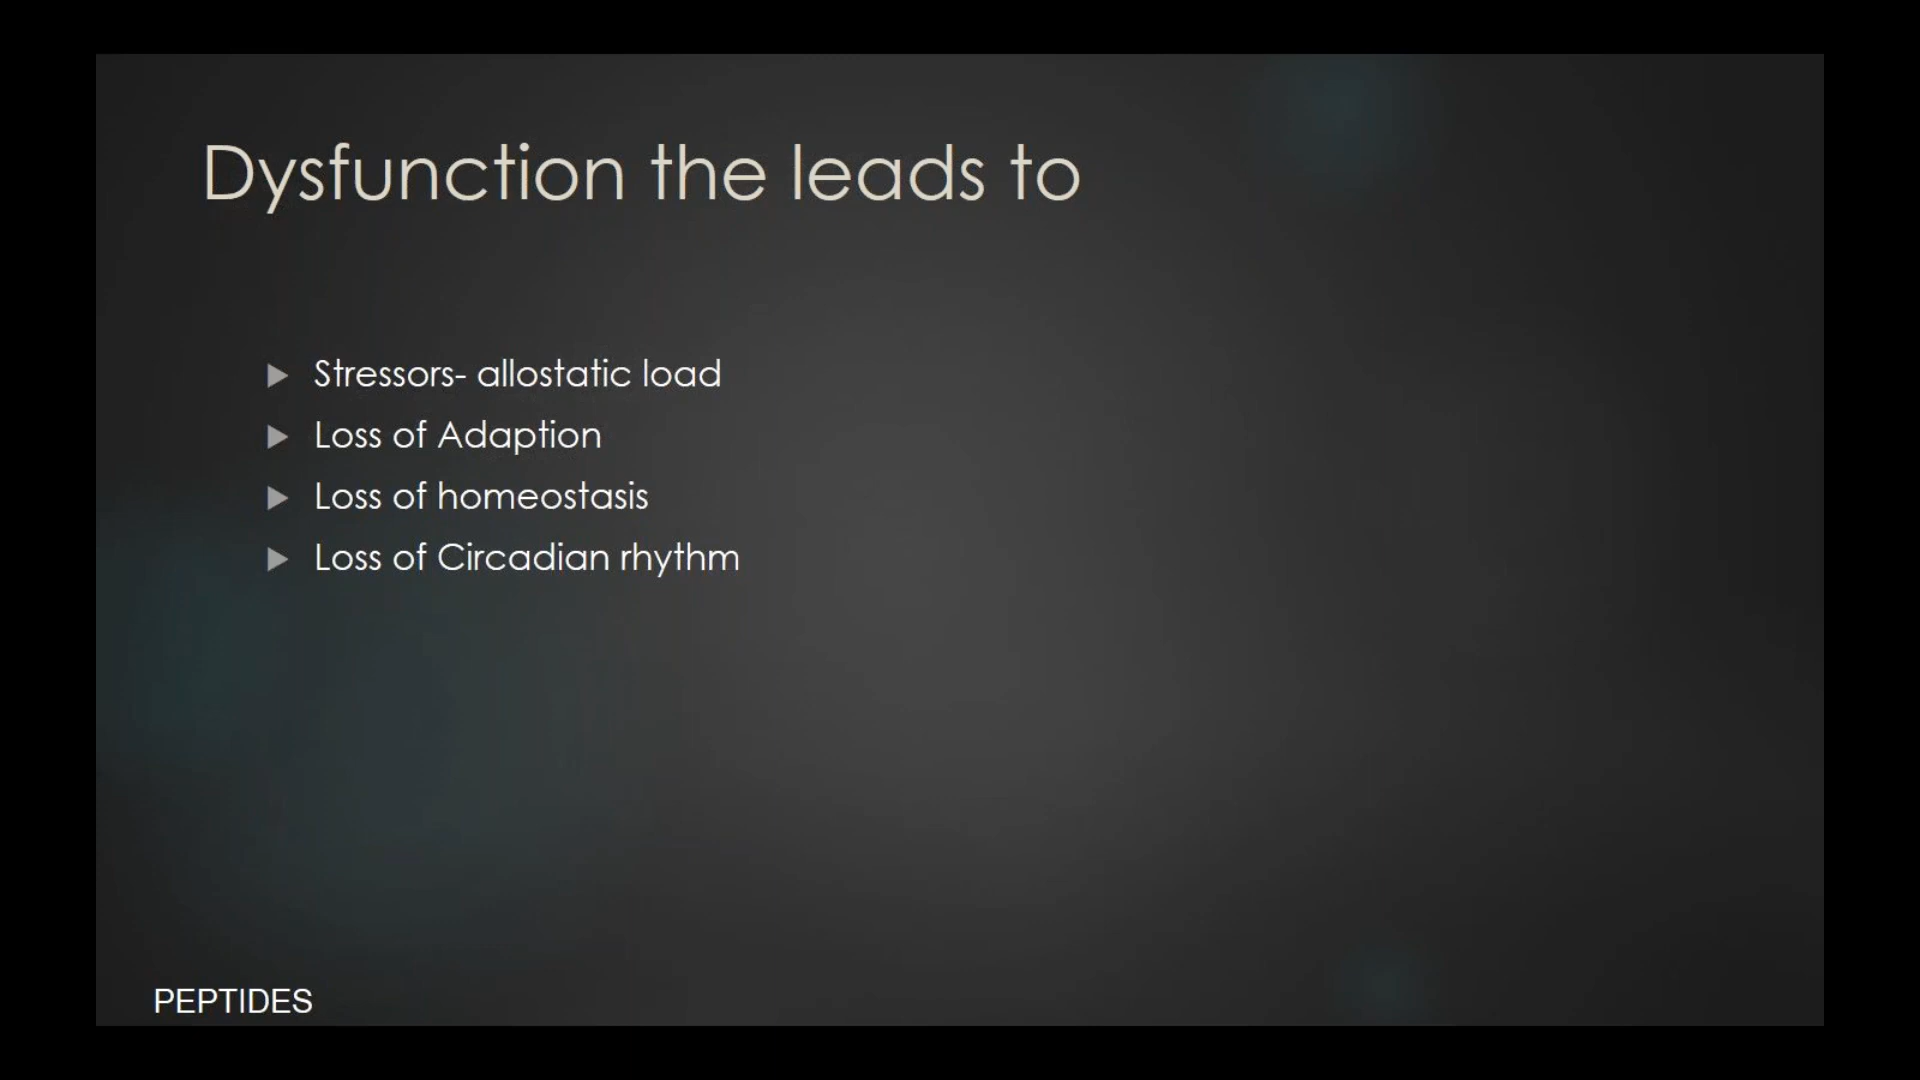 Dysfunction the leads to
Stressors- allostatic load
Loss of Adaption
Loss of homeostasis
Loss of Circadian rhythm
PEPTIDES